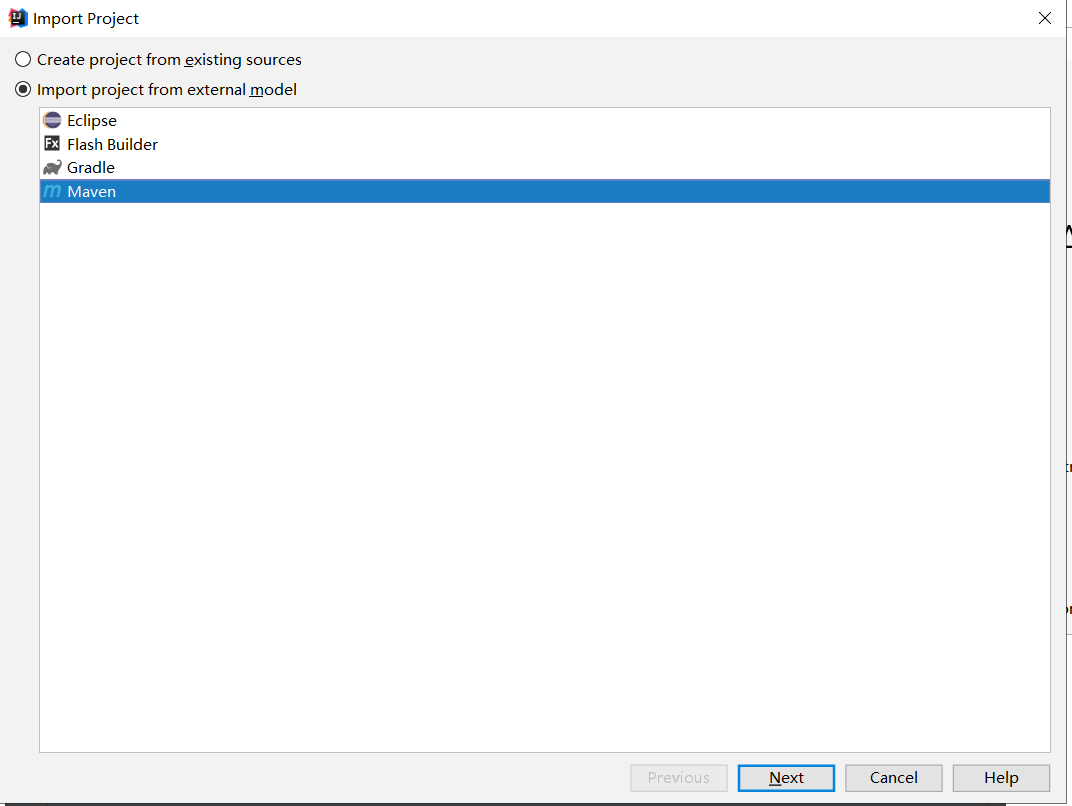 Import Project
Create project from existing sources
Import project from external model
Eclipse
Flash Builder
Gradle
Maven
Previous
Next
Cancel
Help